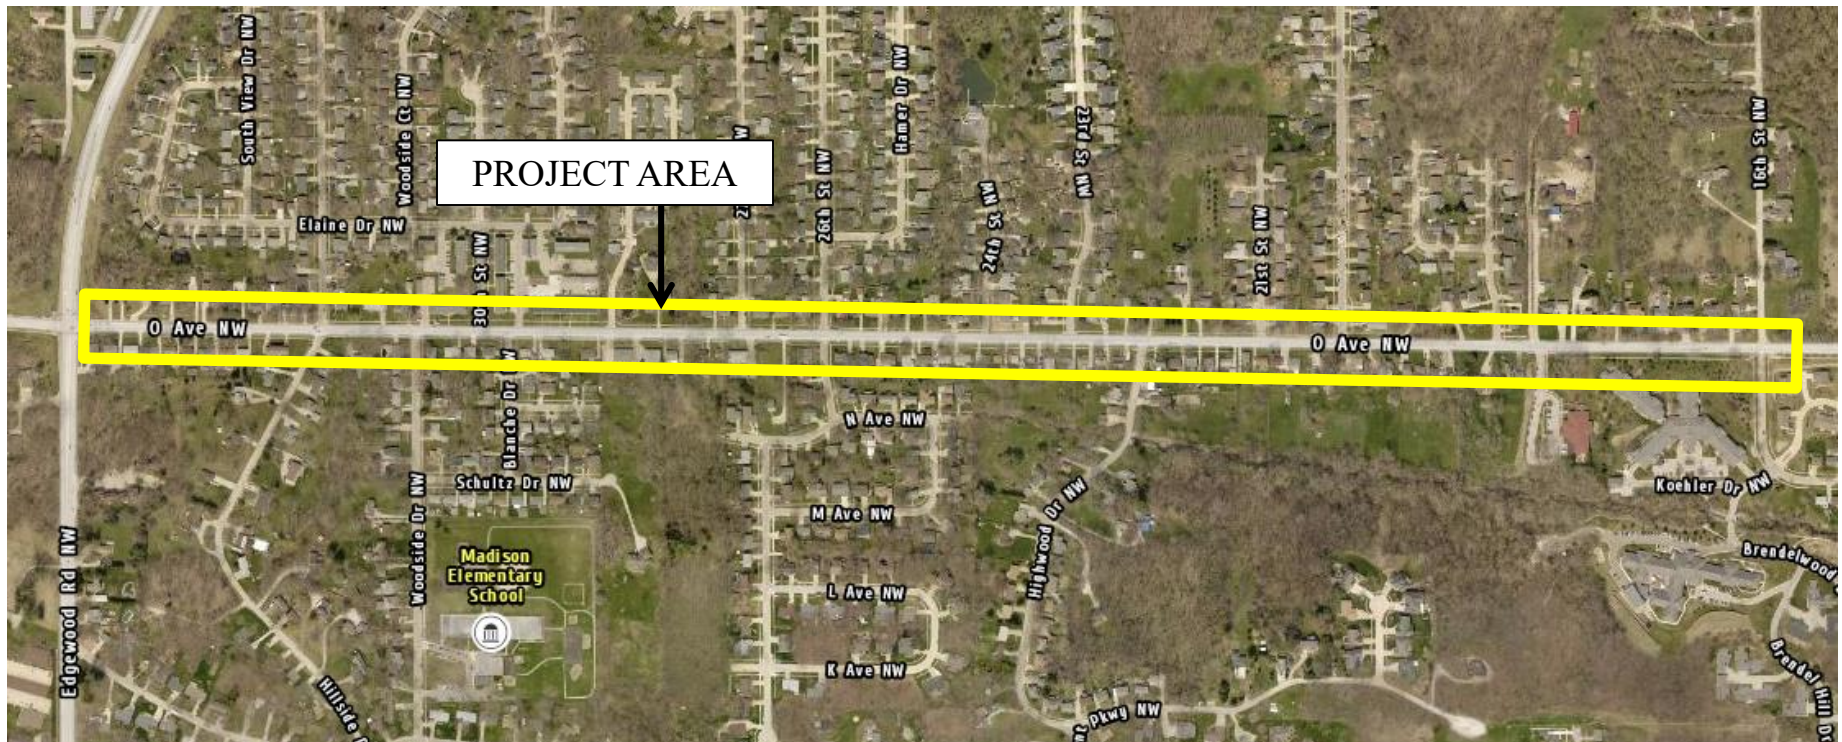 South View Dr NW
Woodside Ct NW
Hamer Dr NW
23rd St NW
16th St NW
PROJECT AREA
W
26th St NW
24th St NW
21st St NW
Elaine Dr NW
30th St NW
O Ave NW
O Ave NW
Blanche Dr NW
N Ave NW
Schultz Dr NW
Koehler Dr NW
M Ave NW
Woodside Dr NW
Highwood Dr NW
Edgewood Rd NW
Madison
Elementary
School
Brendelwood
L Ave NW
K Ave NW
Hillside
Brendel Hill
nt Pkwy NW